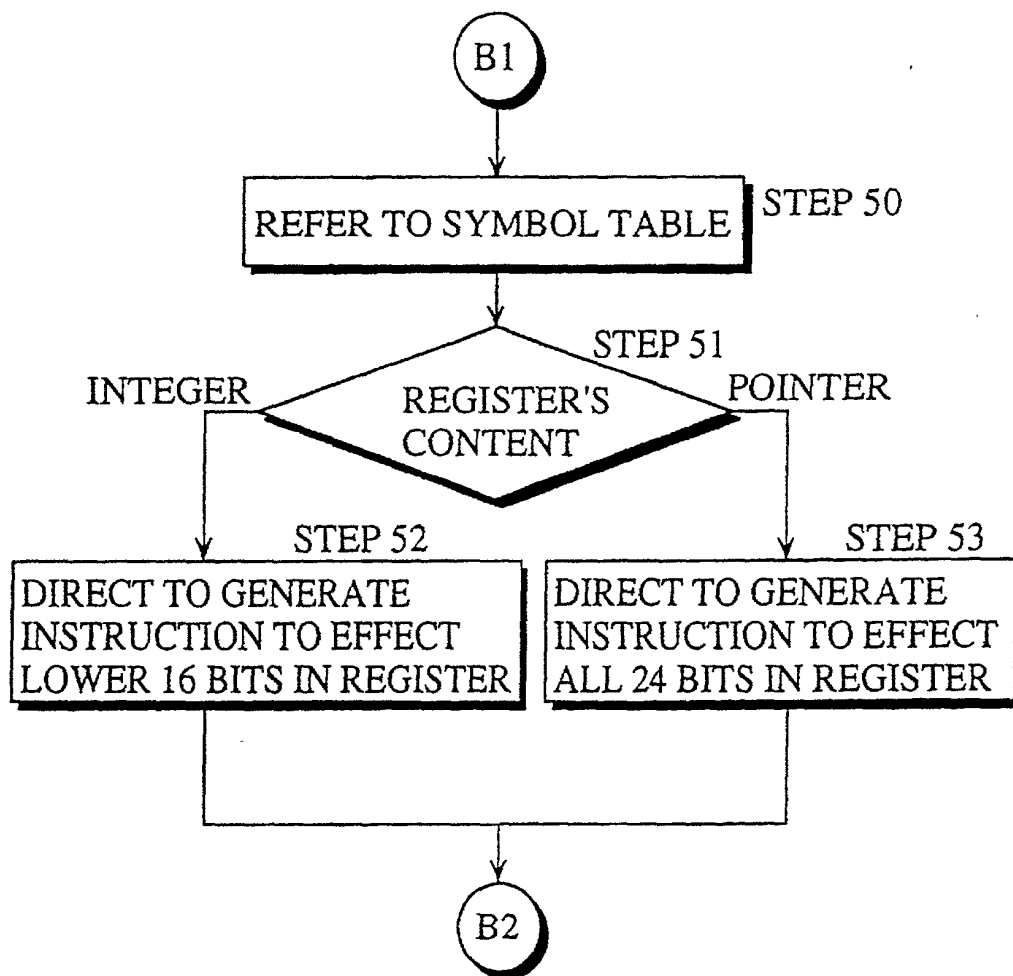 B1
STEP 50
REFER TO SYMBOL TABLE
STEP 51
INTEGER
POINTER
REGISTER'S
CONTENT
STEP 52
DIRECT TO GENERATE
INSTRUCTION TO EFFECT
LOWER 16 BITS IN REGISTER
STEP 53
DIRECT TO GENERATE
INSTRUCTION TO EFFECT
ALL 24 BITS IN REGISTER
B2